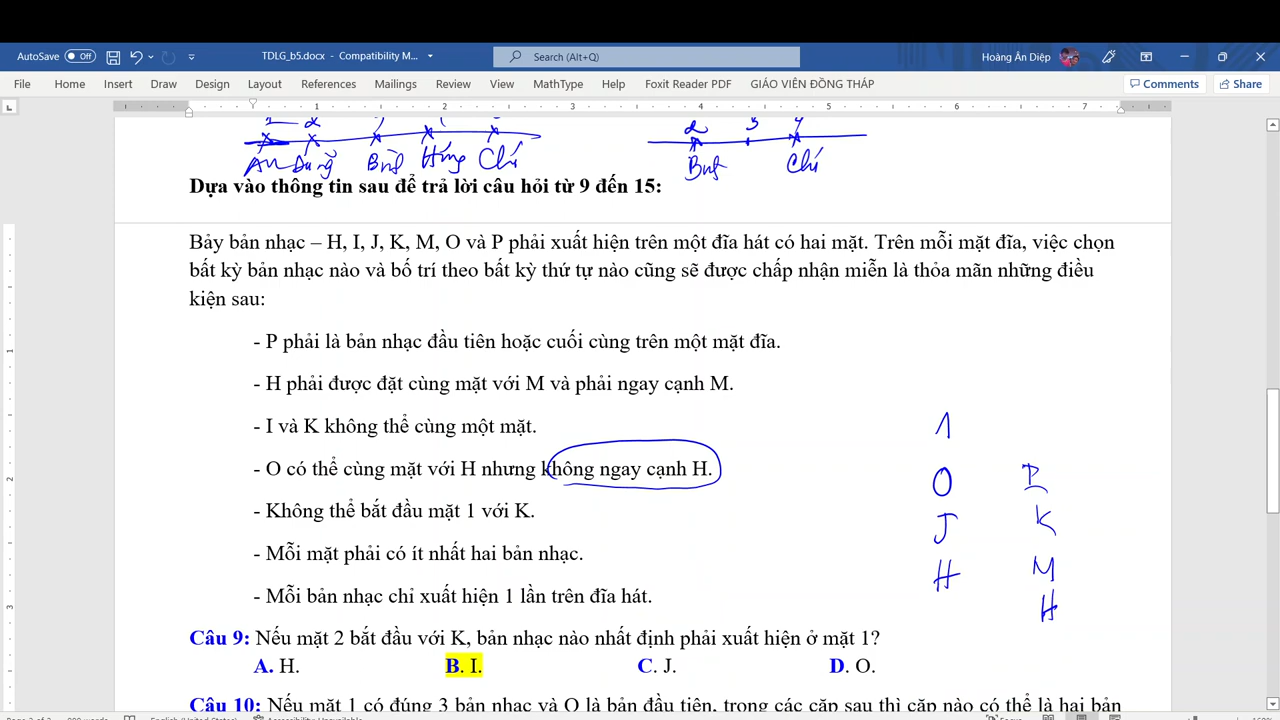 AutoSave Off TDLG_b5.docx - Compatibility M... Search (Alt+Q) Hoàng Ân Diệp
File Home Insert Draw Design Layout References Mailings Review View MathType Help Foxit Reader PDF GIÁO VIÊN ĐỒNG THÁP Comments Share
1 2 3 4 5 6 7
An Dũng Bình Hùng Chí
Chí
Dựa vào thông tin sau để trả lời câu hỏi từ 9 đến 15:
Bảy bản nhạc – H, I, J, K, M, O và P phải xuất hiện trên một đĩa hát có hai mặt. Trên mỗi mặt đĩa, việc chọn
bất kỳ bản nhạc nào và bố trí theo bất kỳ thứ tự nào cũng sẽ được chấp nhận miễn là thỏa mãn những điều
kiện sau:
- P phải là bản nhạc đầu tiên hoặc cuối cùng trên một mặt đĩa.
- H phải được đặt cùng mặt với M và phải ngay cạnh M.
- I và K không thể cùng một mặt.
- O có thể cùng mặt với H nhưng không ngay cạnh H.
O P
- Không thể bắt đầu mặt 1 với K.
J K
- Mỗi mặt phải có ít nhất hai bản nhạc.
H M
- Mỗi bản nhạc chỉ xuất hiện 1 lần trên đĩa hát.
H
Câu 9: Nếu mặt 2 bắt đầu với K, bản nhạc nào nhất định phải xuất hiện ở mặt 1?
A. H. B. I. C. J. D. O.
Câu 10: Nếu mặt 1 có đúng 3 bản nhạc và O là bản đầu tiên, trong các cặp sau thì cặp nào có thể là hai bản